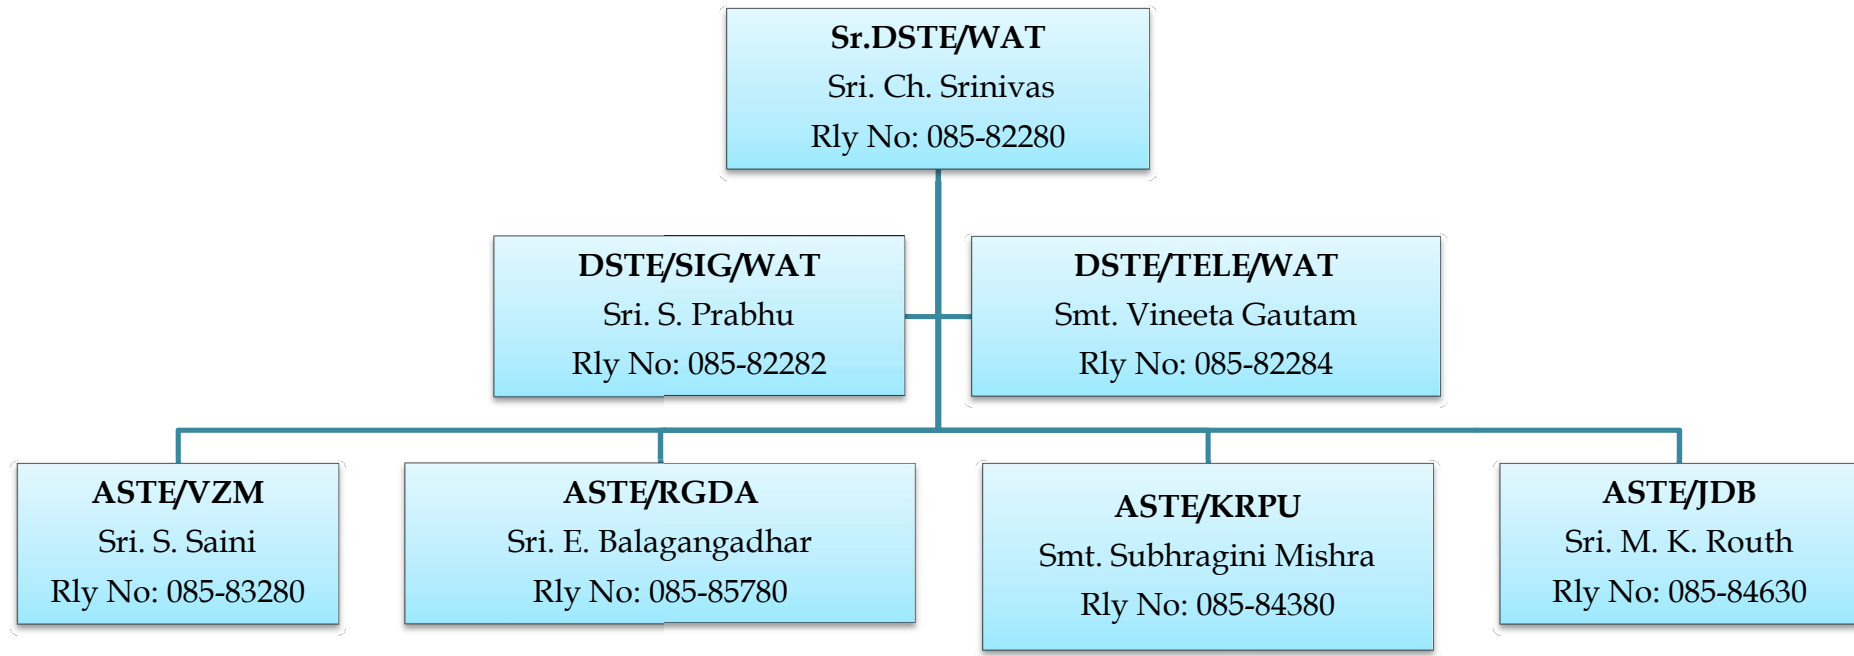 Sr.DSTE/WAT
Sri. Ch. Srinivas
Rly No: 085-82280
DSTE/SIG/WAT
Sri. S. Prabhu
Rly No: 085-82282
DSTE/TELE/WAT
Smt. Vineeta Gautam
Rly No: 085-82284
ASTE/VZM
Sri. S. Saini
Rly No: 085-83280
ASTE/RGDA
Sri. E. Balagangadhar
Rly No: 085-85780
ASTE/KRPU
Smt. Subhragini Mishra
Rly No: 085-84380
ASTE/JDB
Sri. M. K. Routh
Rly No: 085-84630